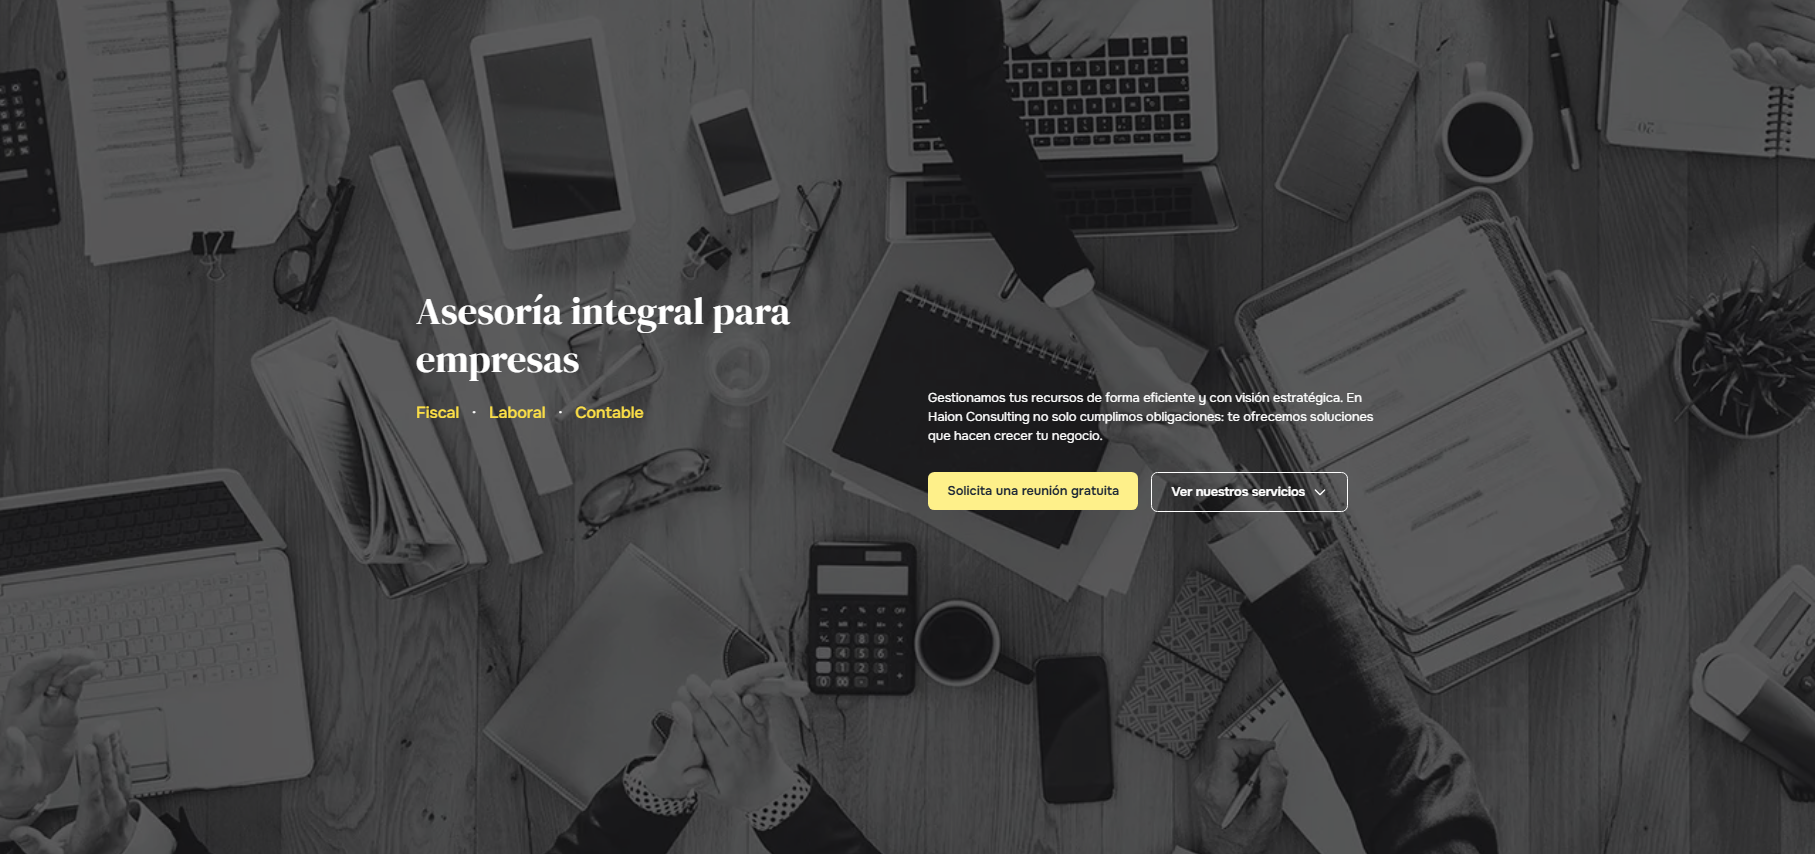 Asesoría integral para
empresas
Fiscal · Laboral · Contable
Gestionamos tus recursos de forma eficiente y con visión estratégica. En
Haion Consulting no solo cumplimos obligaciones: te ofrecemos soluciones
que hacen crecer tu negocio.
Solicita una reunión gratuita
Ver nuestros servicios